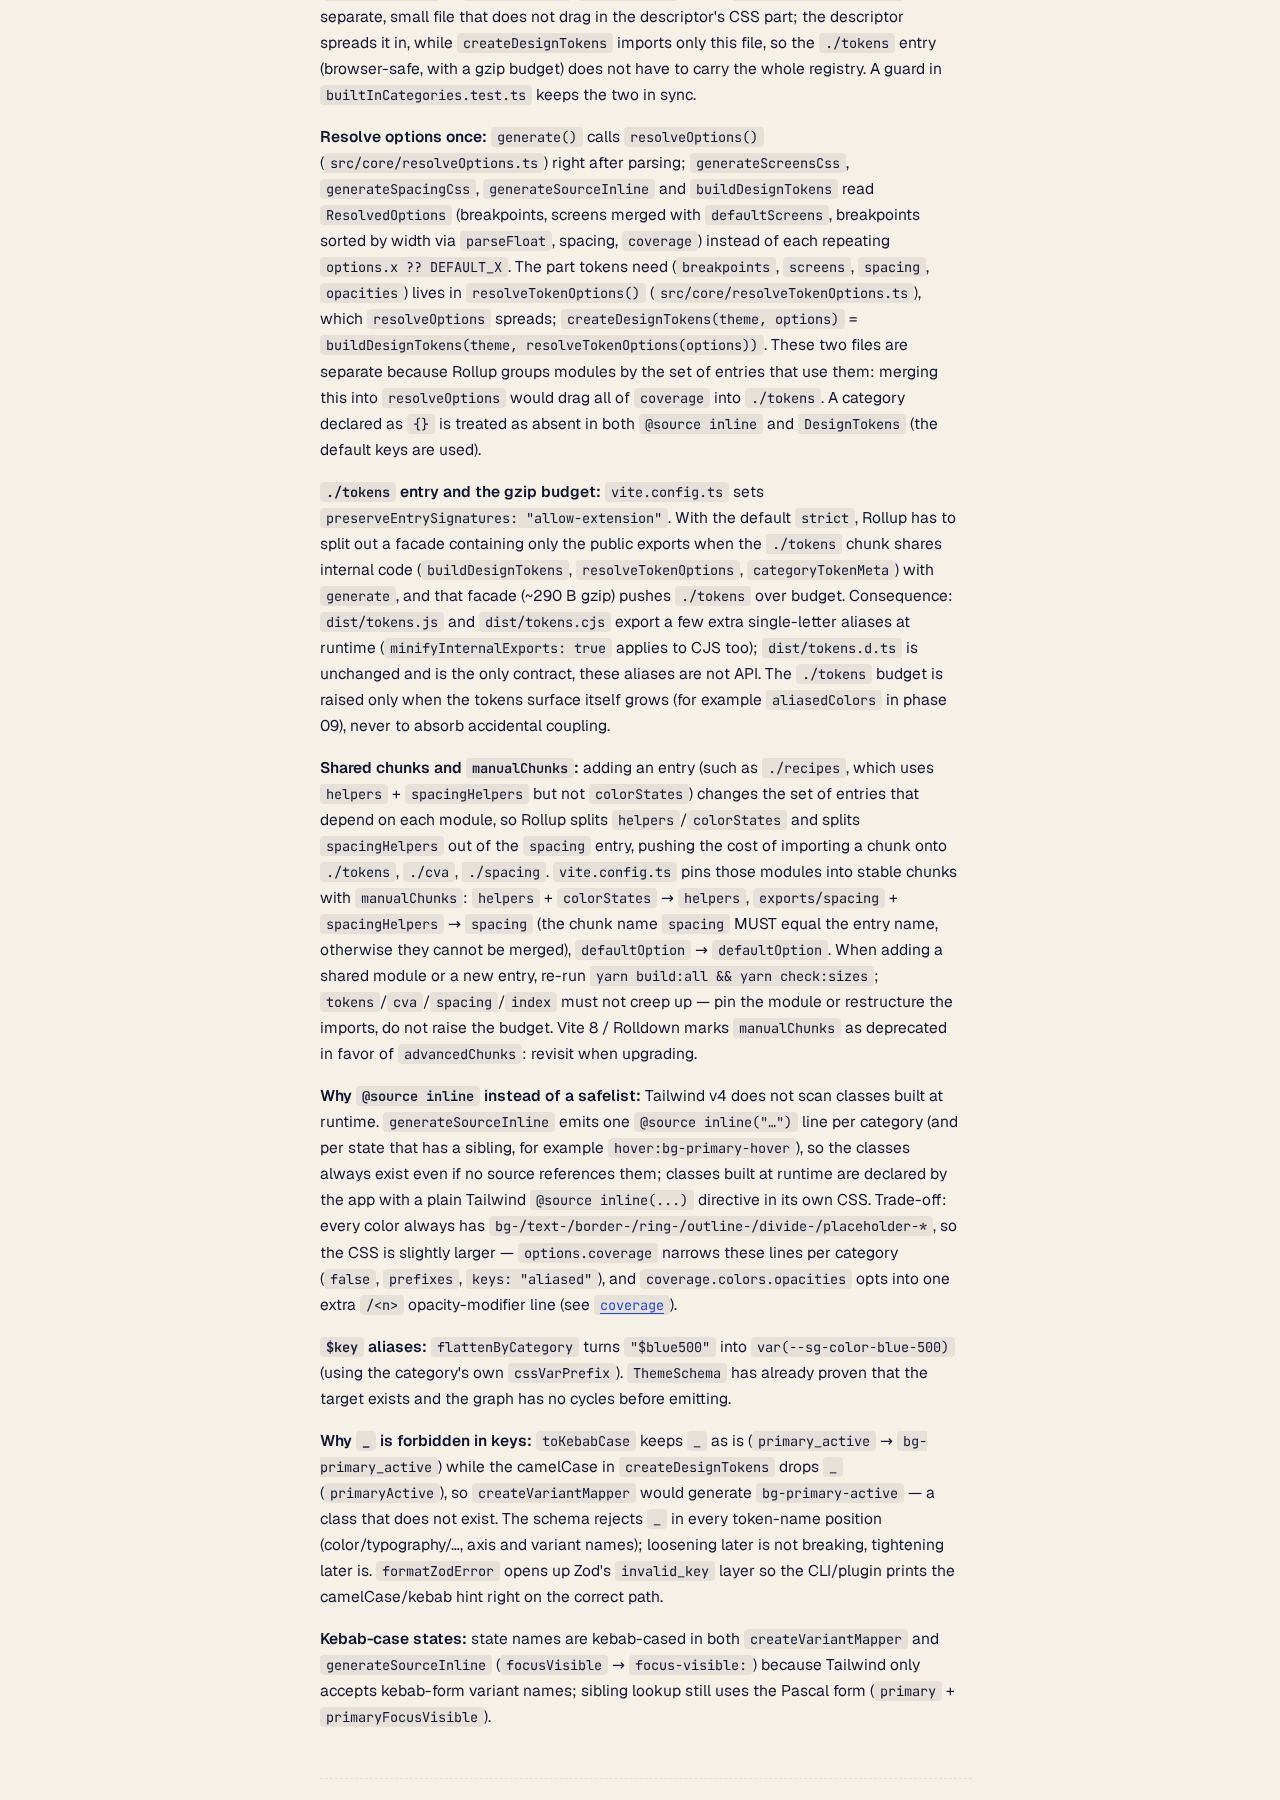 separate, small file that does not drag in the descriptor's CSS part; the descriptor
spreads it in, while createDesignTokens imports only this file, so the ./tokens entry
(browser-safe, with a gzip budget) does not have to carry the whole registry. A guard in
builtInCategories.test.ts keeps the two in sync.
Resolve options once: generate() calls resolveOptions()
(src/core/resolveOptions.ts) right after parsing; generateScreensCss,
generateSpacingCss, generateSourceInline and buildDesignTokens read
ResolvedOptions (breakpoints, screens merged with defaultScreens, breakpoints
sorted by width via parseFloat, spacing, coverage) instead of each repeating
options.x ?? DEFAULT_X. The part tokens need (breakpoints, screens, spacing,
opacities) lives in resolveTokenOptions() (src/core/resolveTokenOptions.ts),
which resolveOptions spreads; createDesignTokens(theme, options) =
buildDesignTokens(theme, resolveTokenOptions(options)). These two files are
separate because Rollup groups modules by the set of entries that use them: merging
this into resolveOptions would drag all of coverage into ./tokens. A category
declared as {} is treated as absent in both @source inline and DesignTokens (the
default keys are used).
./tokens entry and the gzip budget: vite.config.ts sets
preserveEntrySignatures: "allow-extension". With the default strict, Rollup has to
split out a facade containing only the public exports when the ./tokens chunk shares
internal code (buildDesignTokens, resolveTokenOptions, categoryTokenMeta) with
generate, and that facade (~290 B gzip) pushes ./tokens over budget. Consequence:
dist/tokens.js and dist/tokens.cjs export a few extra single-letter aliases at
runtime (minifyInternalExports: true applies to CJS too); dist/tokens.d.ts is
unchanged and is the only contract, these aliases are not API. The ./tokens budget is
raised only when the tokens surface itself grows (for example aliasedColors in phase
09), never to absorb accidental coupling.
Shared chunks and manualChunks: adding an entry (such as ./recipes, which uses
helpers + spacingHelpers but not colorStates) changes the set of entries that
depend on each module, so Rollup splits helpers/colorStates and splits
spacingHelpers out of the spacing entry, pushing the cost of importing a chunk onto
./tokens, ./cva, ./spacing. vite.config.ts pins those modules into stable chunks
with manualChunks: helpers + colorStates → helpers, exports/spacing +
spacingHelpers → spacing (the chunk name spacing MUST equal the entry name,
otherwise they cannot be merged), defaultOption → defaultOption. When adding a
shared module or a new entry, re-run yarn build:all && yarn check:sizes;
tokens/cva/spacing/index must not creep up — pin the module or restructure the
imports, do not raise the budget. Vite 8 / Rolldown marks manualChunks as deprecated
in favor of advancedChunks: revisit when upgrading.
Why @source inline instead of a safelist: Tailwind v4 does not scan classes built at
runtime. generateSourceInline emits one @source inline("…") line per category (and
per state that has a sibling, for example hover:bg-primary-hover), so the classes
always exist even if no source references them; classes built at runtime are declared by
the app with a plain Tailwind @source inline(...) directive in its own CSS. Trade-off:
every color always has bg-/text-/border-/ring-/outline-/divide-/placeholder-*, so
the CSS is slightly larger — options.coverage narrows these lines per category
(false, prefixes, keys: "aliased"), and coverage.colors.opacities opts into one
extra /<n> opacity-modifier line (see coverage).
$key aliases: flattenByCategory turns "$blue500" into var(--sg-color-blue-500)
(using the category's own cssVarPrefix). ThemeSchema has already proven that the
target exists and the graph has no cycles before emitting.
Why _ is forbidden in keys: toKebabCase keeps _ as is (primary_active → bg-
primary_active) while the camelCase in createDesignTokens drops _
(primaryActive), so createVariantMapper would generate bg-primary-active — a
class that does not exist. The schema rejects _ in every token-name position
(color/typography/…, axis and variant names); loosening later is not breaking, tightening
later is. formatZodError opens up Zod's invalid_key layer so the CLI/plugin prints the
camelCase/kebab hint right on the correct path.
Kebab-case states: state names are kebab-cased in both createVariantMapper and
generateSourceInline (focusVisible → focus-visible:) because Tailwind only
accepts kebab-form variant names; sibling lookup still uses the Pascal form (primary +
primaryFocusVisible).